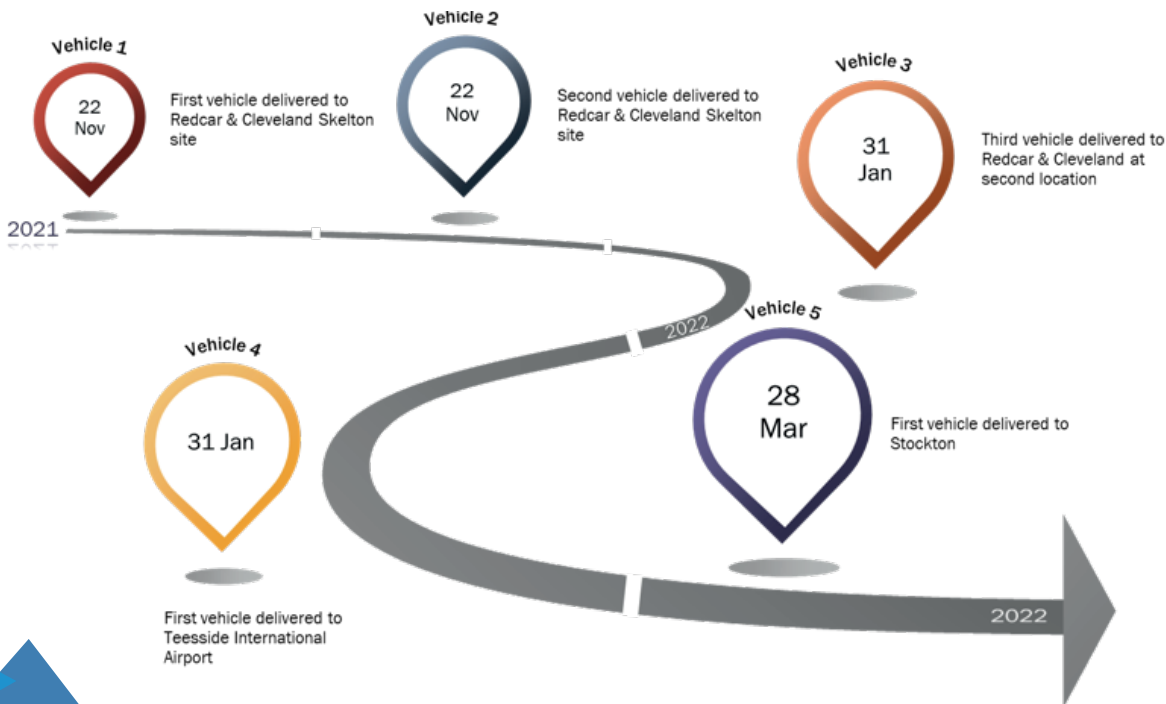 Vehicle 1
22
Nov
First vehicle delivered to
Redcar & Cleveland Skelton
site
Vehicle 2
22
Nov
Second vehicle delivered to
Redcar & Cleveland Skelton
site
Vehicle 3
31
Jan
Third vehicle delivered to
Redcar & Cleveland at
second location
2021
2022
Vehicle 4
31 Jan
First vehicle delivered to
Teesside International
Airport
Vehicle 5
28
Mar
First vehicle delivered to
Stockton
2022